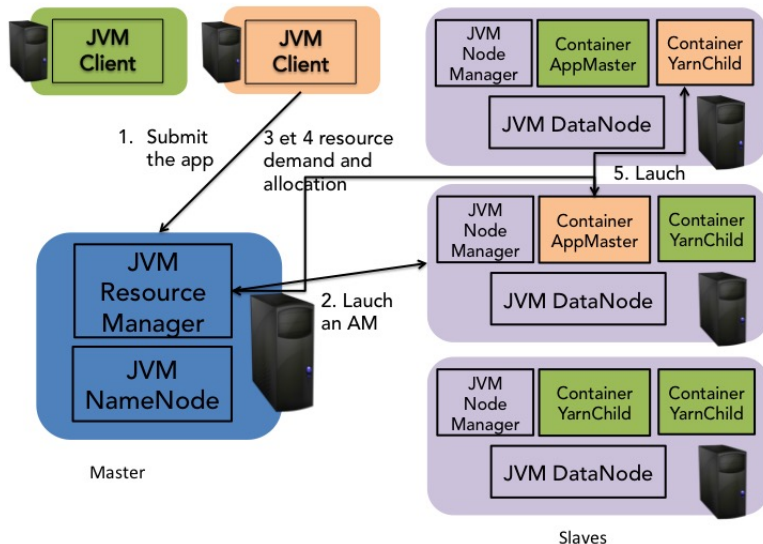 JVM
Client
JVM
Client
1. Submit
the app
3 et 4 resource
demand and
allocation
JVM
Resource
Manager
JVM
NameNode
Master
2. Lauch
an AM
JVM
Node
Manager
Container
AppMaster
Container
YarnChild
JVM DataNode
5. Lauch
JVM
Node
Manager
Container
AppMaster
Container
YarnChild
JVM DataNode
JVM
Node
Manager
Container
YarnChild
Container
YarnChild
JVM DataNode
Slaves